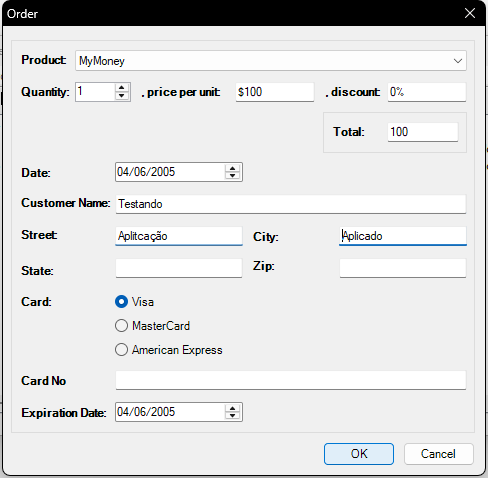 Order
Product: MyMoney
Quantity: 1 , price per unit: $100 , discount: 0%
Total: 100
Date: 04/06/2005
Customer Name: Testando
Street: Aplitcação City: Aplicado
State: Zip:
Card: Visa
MasterCard
American Express
Card No
Expiration Date: 04/06/2005
OK Cancel